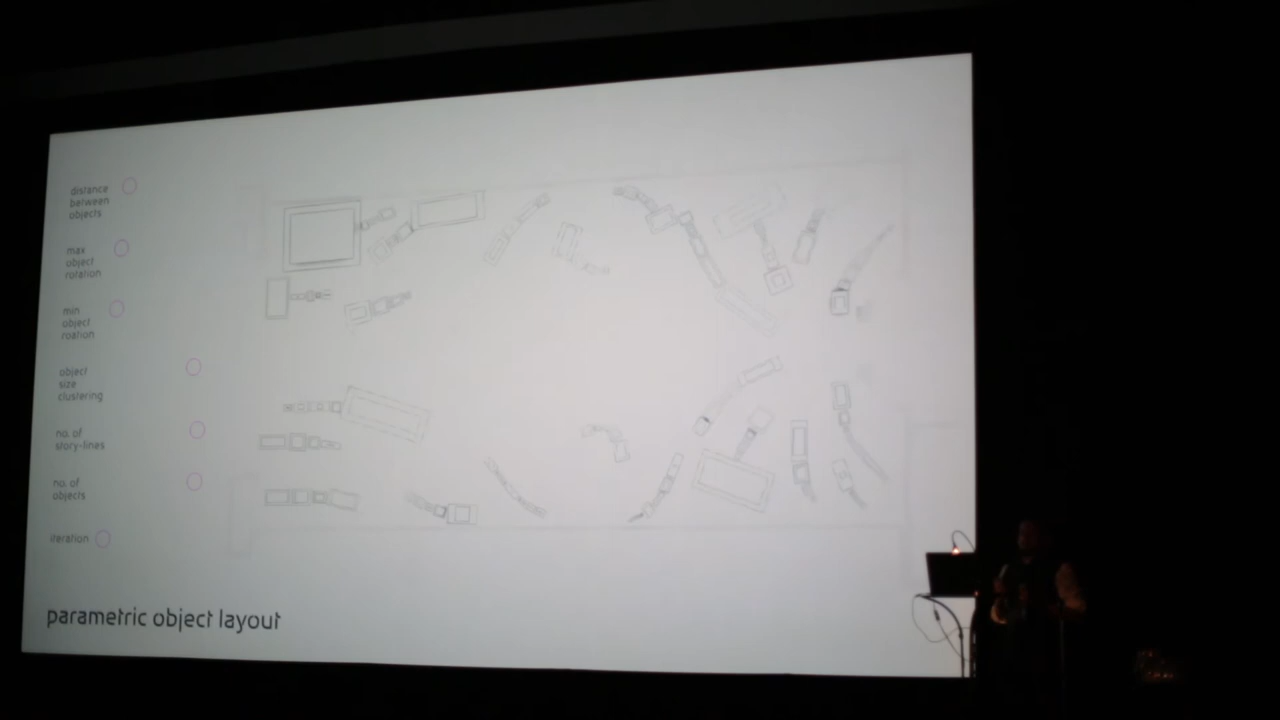 distance
between
objects
max
object
rotation
min
object
roation
object
size
clustering
no. of
story-lines
no. of
objects
iteration
parametric object layout